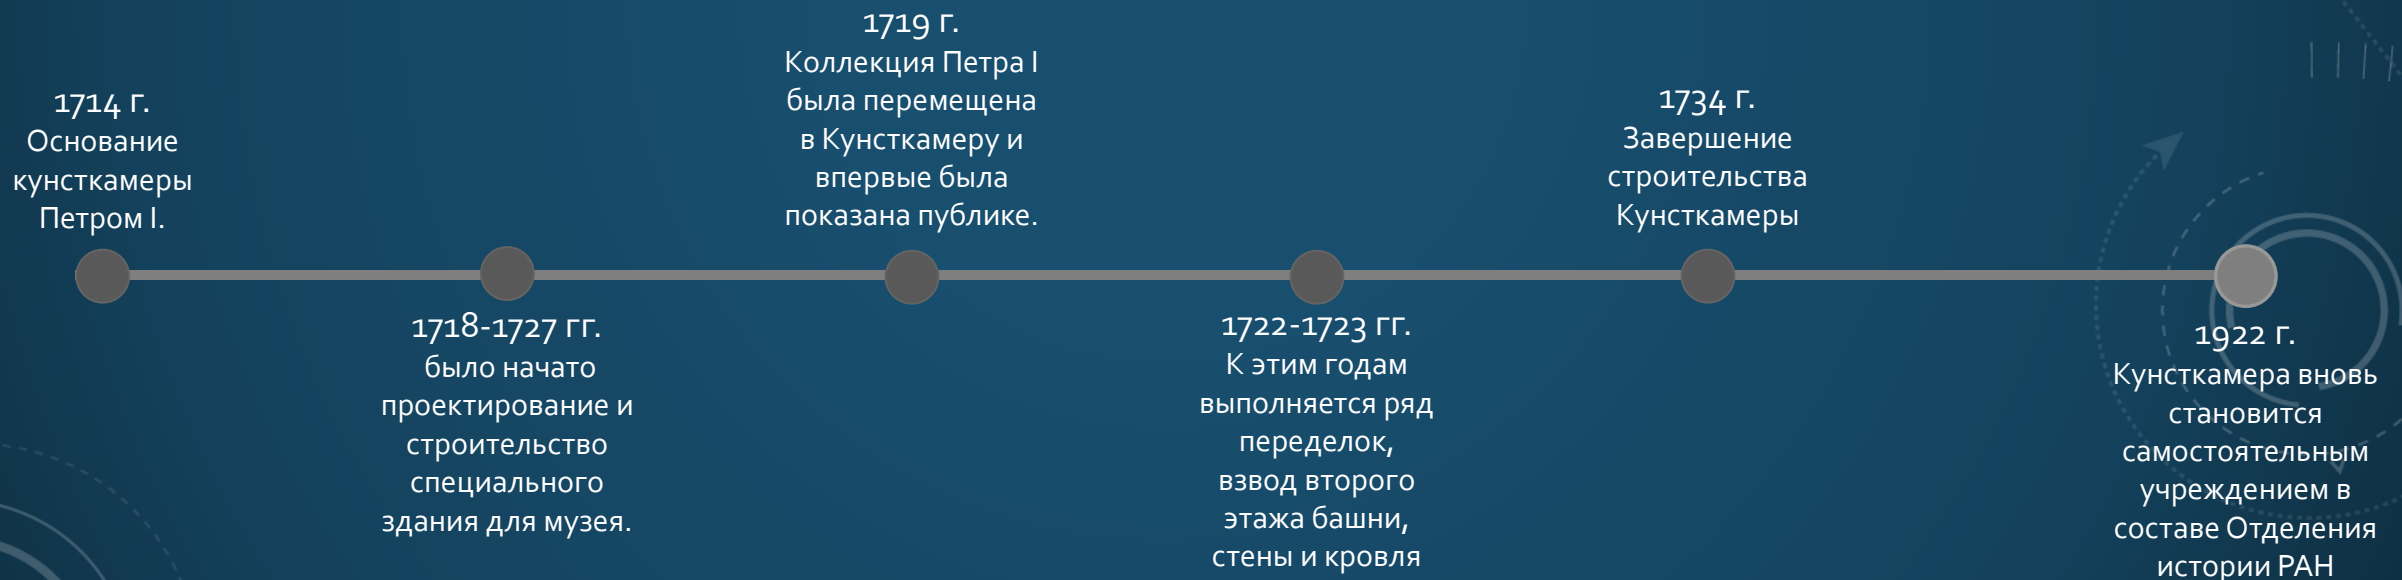 1714 г.
Основание
кунсткамеры
Петром I.
1718-1727 гг.
было начато
проектирование и
строительство
специального
здания для музея.
1719 г.
Коллекция Петра I
была перемещена
в Кунсткамеру и
впервые была
показана публике.
1722-1723 гг.
К этим годам
выполняется ряд
переделок,
взвод второго
этажа башни,
стены и кровля
1734 г.
Завершение
строительства
Кунсткамеры
1922 г.
Кунсткамера вновь
становится
самостоятельным
учреждением в
составе Отделения
истории РАН